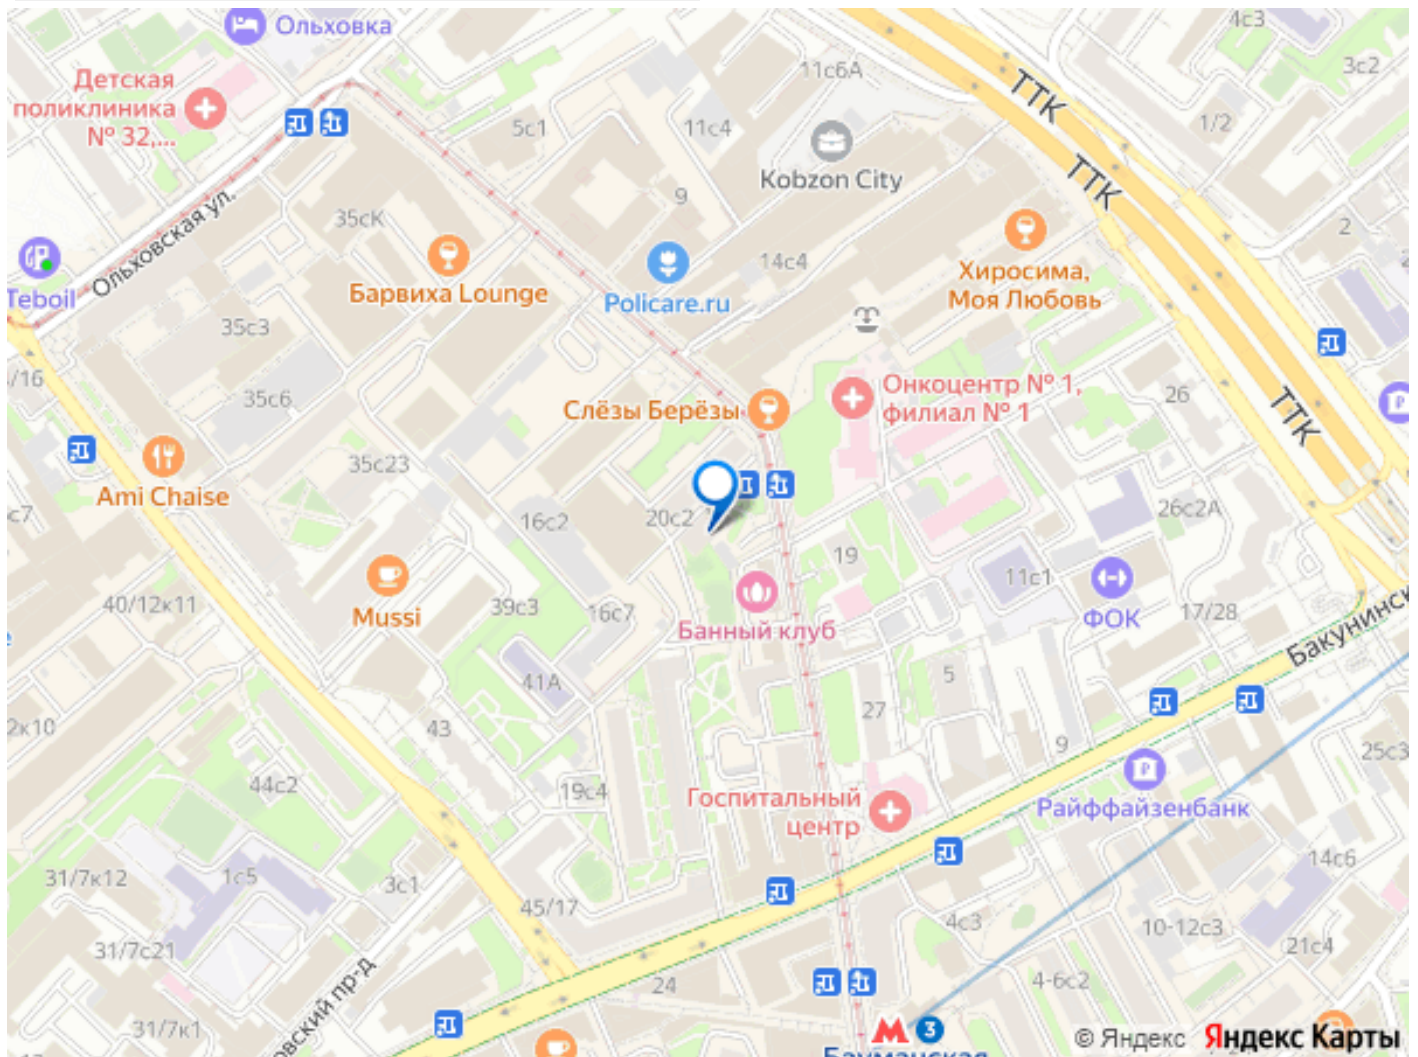 Ольховка
4с3
Детская
поликлиника
№ 32,...
11с6А
ТТК
3с2
5с1
11с4
1/2
Kobzon City
ТТК
9
35сК
Ольховская ул.
2
Teboil
Барвиха Lounge
Policare.ru
14с4
Хиросима,
Моя Любовь
35с3
/16
35с6
Слёзы Берёзы
Онкоцентр № 1,
филиал № 1
26
ТТК
35с23
Ami Chaise
с7
16с2
20с2
26с2А
19
11с1
40/12к11
Mussi
39с3
16с7
Банный клуб
ФОК
17/28
Бакунинск
41А
5
2к10
43
27
9
25с3
44с2
19с4
Госпитальный
центр
Райффайзенбанк
31/7к12
1с5
3с1
14с6
45/17
4с3
10-12с3
31/7с21
21с4
24
4-6с2
овский пр-д
31/7к1
3
Бауманская
© Яндекс Яндекс Карты